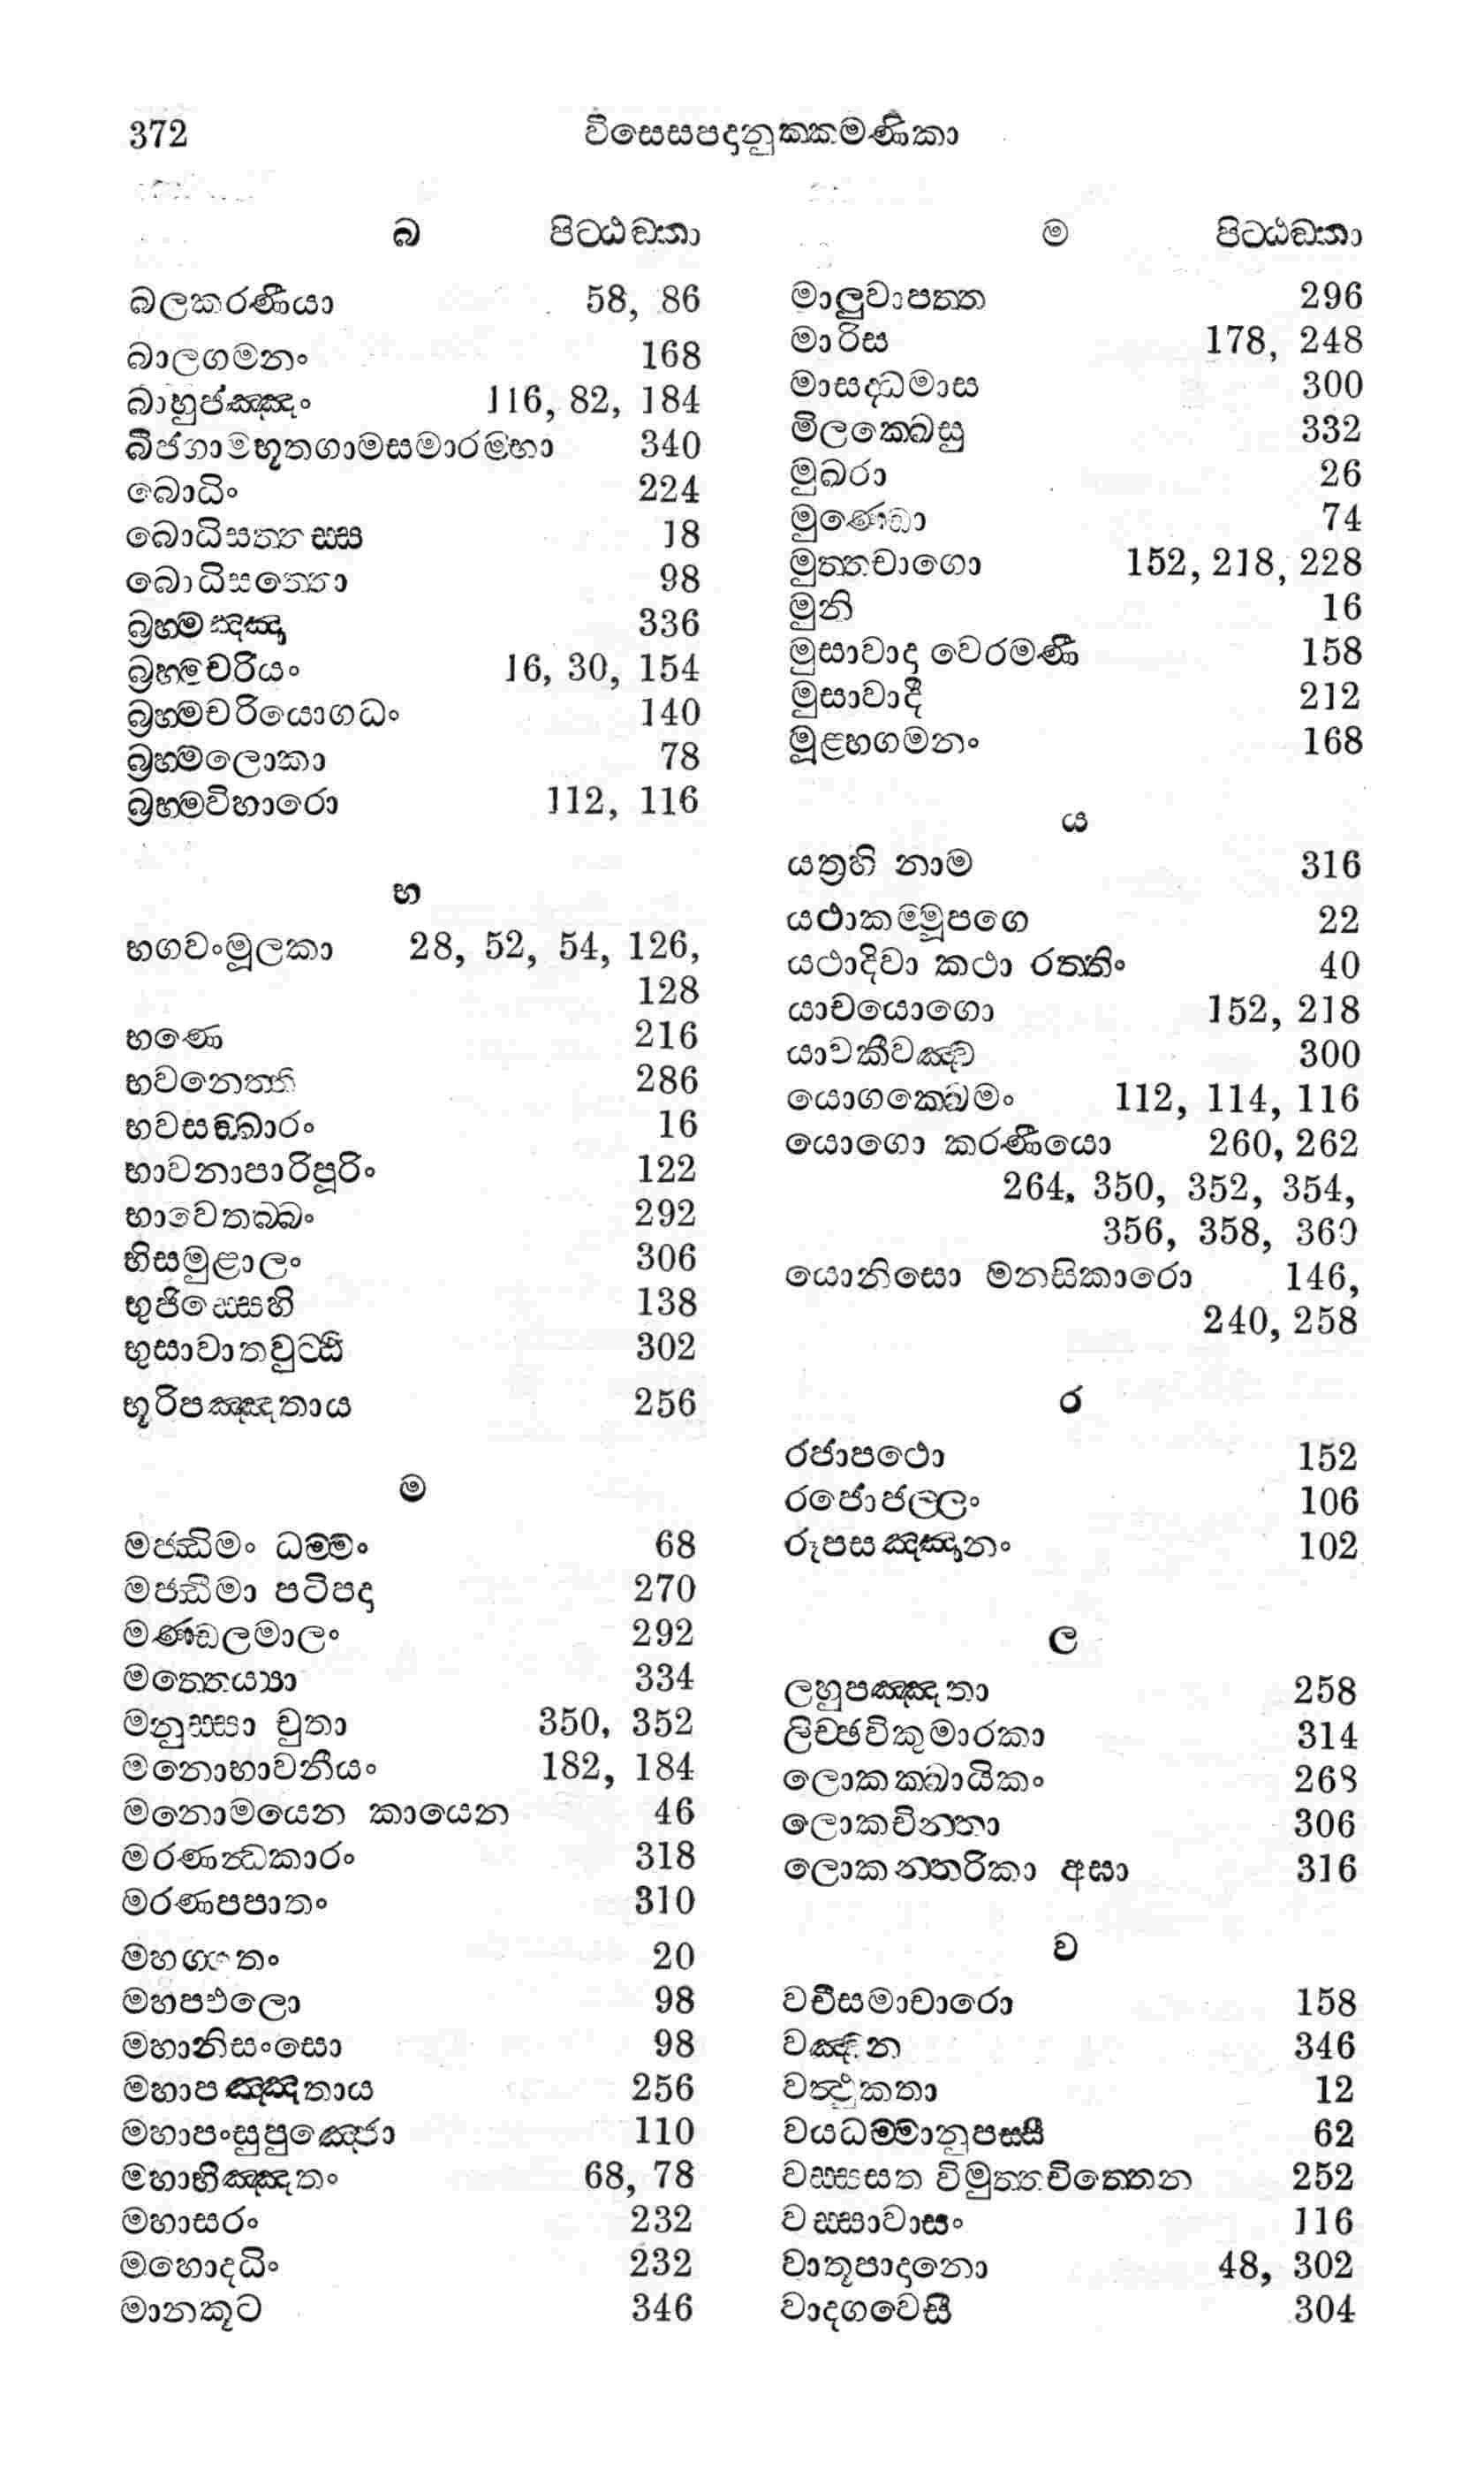 372 විසෙසපදානුක්කමණිකා
බ පිට්ඨඞ්කා
බලකරණීයා 58, 86
බාලගමනං 168
බාහුජඤ්ඤං 116, 82, 184
බීජගාමභූතගාමසමාරම්භා 340
බොධිං 224
බොධිසත්තස්ස 18
බොධිසත්තො 98
බ්‍රහ්මඤ්ඤා 336
බ්‍රහ්මචරියං 16, 30, 154
බ්‍රහ්මචරියොගධං 140
බ්‍රහ්මලොකා 78
බ්‍රහ්මවිහාරො 112, 116
භ
භගවංමූලකා 28, 52, 54, 126,
128
භණෙ 216
භවනෙත්ති 286
භවසඞ්ඛාරං 16
භාවනාපාරිපූරිං 122
භාවෙතබ්බං 292
භිසමුළාලං 306
භුජිස්සෙහි 138
භුසාවාතවුට්ඨි 302
භූරිපඤ්ඤතාය 256
ම
මජ්ඣිමං ධම්මං 68
මජ්ඣිමා පටිපදා 270
මණ්ඩලමාලං 292
මත්තෙය්‍යා 334
මනුස්සා චුතා 350, 352
මනොභාවනීයං 182, 184
මනොමයෙන කායෙන 46
මරණන්ධකාරං 318
මරණපපාතං 310
මහග්ගතං 20
මහප්ඵලො 98
මහානිසංසො 98
මහාපඤ්ඤතාය 256
මහාපංසුපුඤ්ජො 110
මහාභිඤ්ඤතං 68, 78
මහාසරං 232
මහොදධිං 232
මානකූට 346
ම පිට්ඨඞ්කා
මාලුවාපත්ත 296
මාරිස 178, 248
මාසද්ධමාස 300
මිලක්ඛෙසු 332
මුඛරා 26
මුණ්ඩො 74
මුත්තචාගො 152, 218, 228
මුනි 16
මුසාවාදා වෙරමණී 158
මුසාවාදී 212
මූළ්හගමනං 168
ය
යත්‍රහි නාම 316
යථාකම්මූපගෙ 22
යථාදිවා තථා රත්තිං 40
යාචයොගො 152, 218
යාවකීවඤ්ච 300
යොගක්ඛෙමං 112, 114, 116
යොගො කරණීයො 260, 262
264, 350, 352, 354,
356, 358, 360
යොනිසො මනසිකාරො 146,
240, 258
ර
රජාපථො 152
රජොජල්ලං 106
රූපසඤ්ඤානං 102
ල
ලහුපඤ්ඤතා 258
ලිච්ඡවිකුමාරකා 314
ලොකක්ඛායිකං 268
ලොකචින්තා 306
ලොකන්තරිකා අඝා 316
ව
වචීසමාචාරො 158
වඤ්චන 346
වත්ථුකතා 12
වයධම්මානුපස්සී 62
වස්සසත විමුත්තචිත්තෙන 252
වස්සාවාසං 116
වාතූපාදානො 48, 302
වාදගවෙසී 304